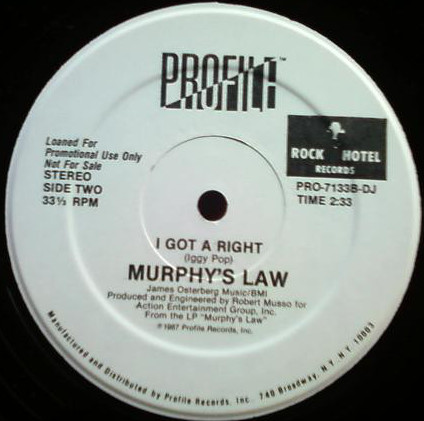 PROFILE™
Loaned For
Promotional Use Only
Not For Sale
STEREO
SIDE TWO
33⅓ RPM
ROCK HOTEL
RECORDS
PRO-7133B-DJ
TIME 2:33
I GOT A RIGHT
(Iggy Pop)
MURPHY'S LAW
James Osterberg Music/BMI
Produced and Engineered by Robert Musso for
Action Entertainment Group, Inc.
From the LP "Murphy's Law"
℗1987 Profile Records, Inc.
Manufactured and Distributed by Profile Records, Inc. 740 Broadway, N.Y. N.Y. 10003